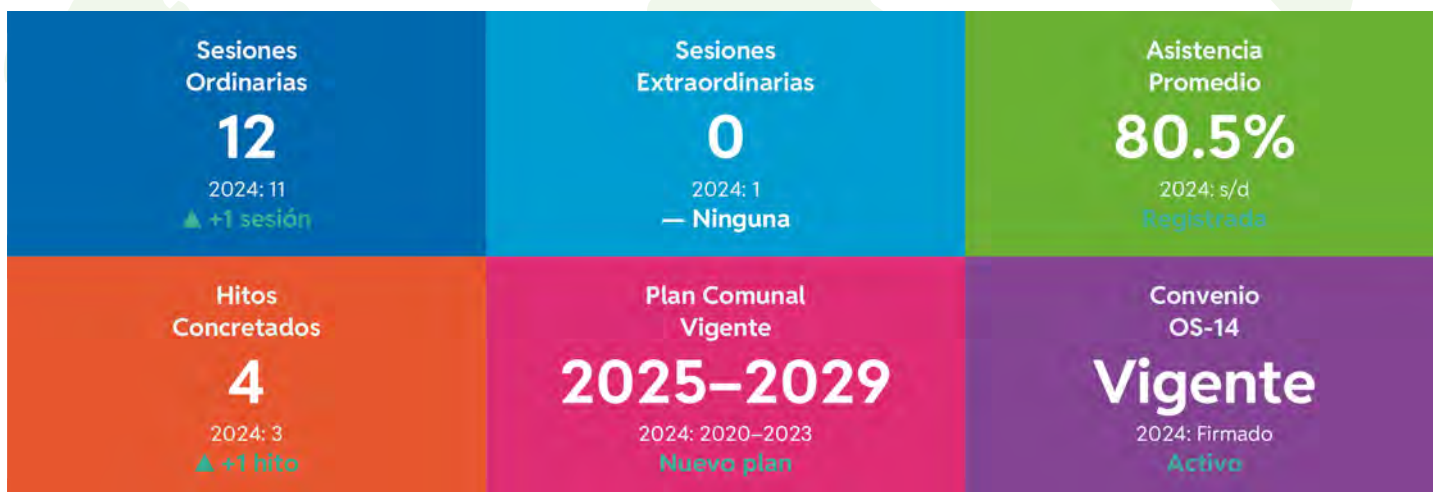 Sesiones
Ordinarias
12
2024: 11
▲ +1 sesión
Sesiones
Extraordinarias
0
2024: 1
— Ninguna
Asistencia
Promedio
80.5%
2024: s/d
Registrada
Hitos
Concretados
4
2024: 3
▲ +1 hito
Plan Comunal
Vigente
2025–2029
2024: 2020–2023
Nuevo plan
Convenio
OS-14
Vigente
2024: Firmado
Activo